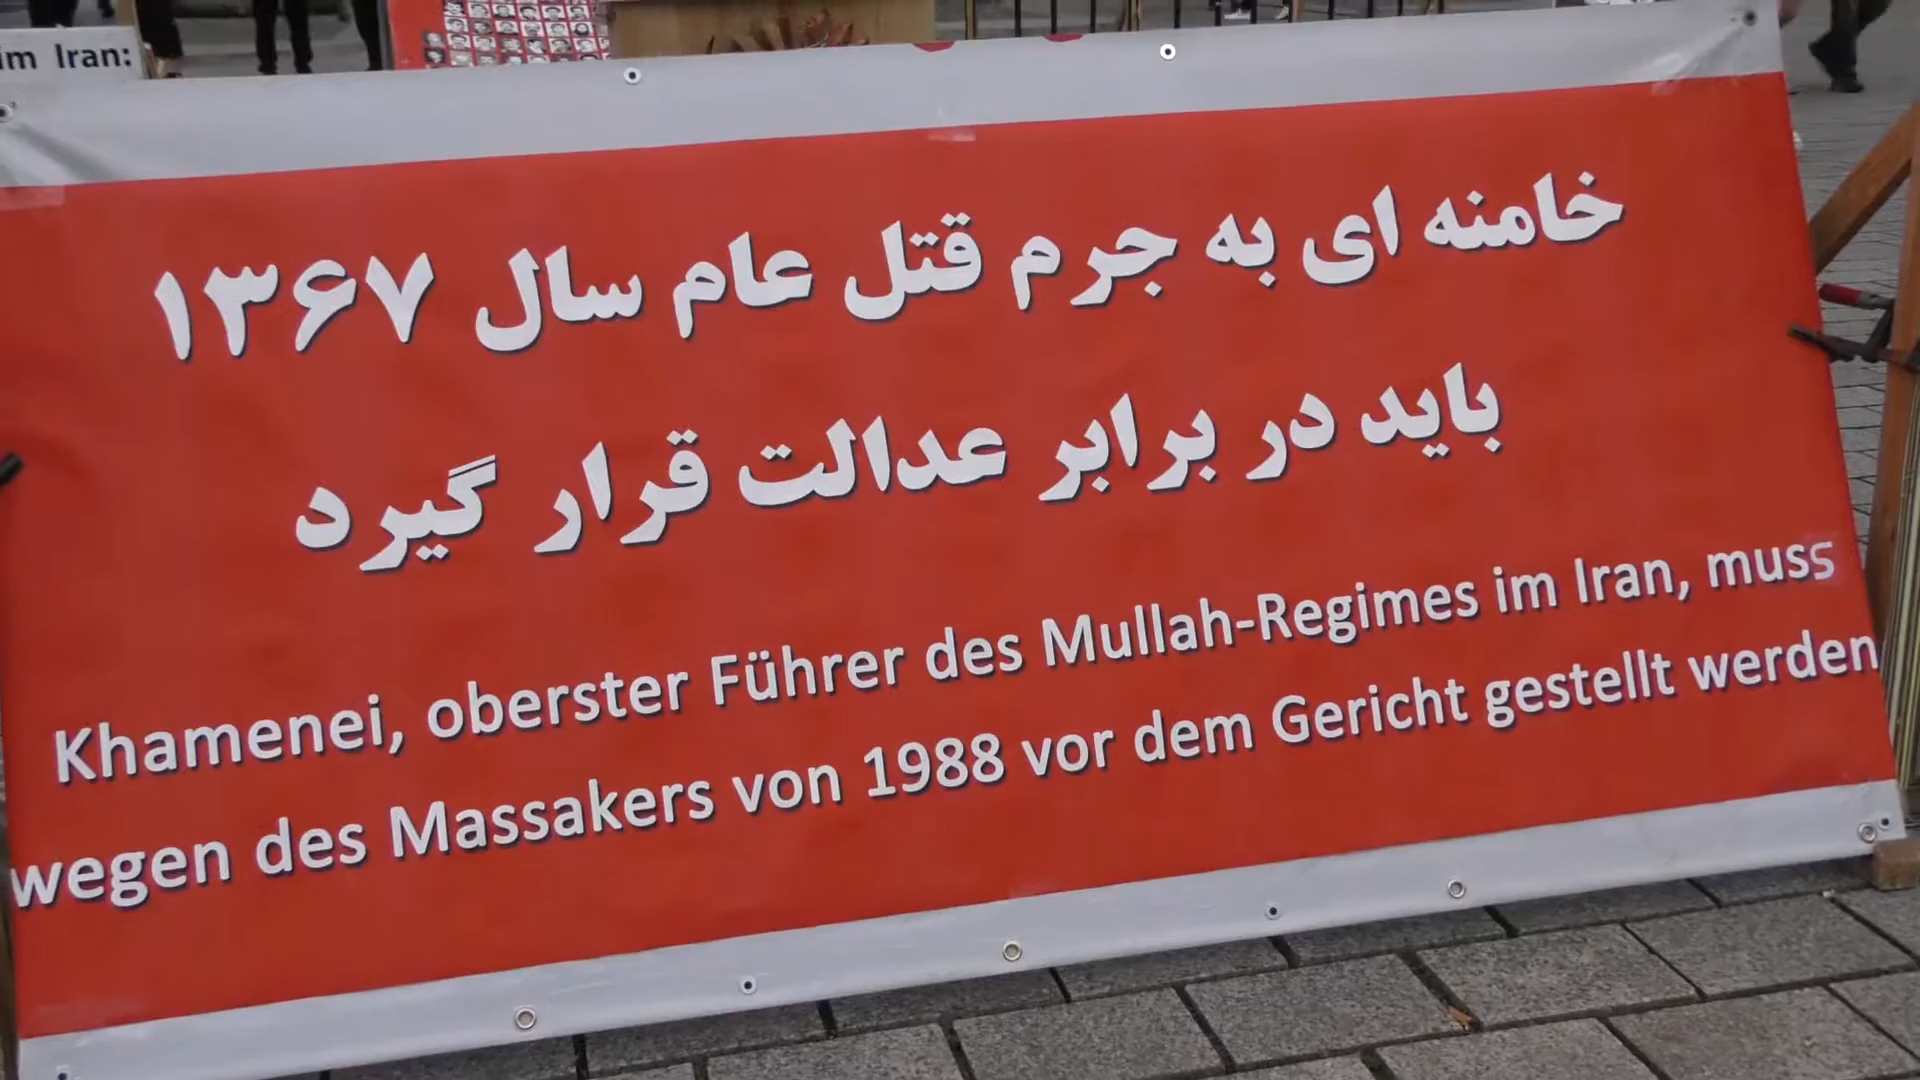 im Iran:
خامنه ای به جرم قتل عام سال ۱۳۶۷
باید در برابر عدالت قرار گیرد
Khamenei, oberster Führer des Mullah-Regimes im Iran, muss
wegen des Massakers von 1988 vor dem Gericht gestellt werden